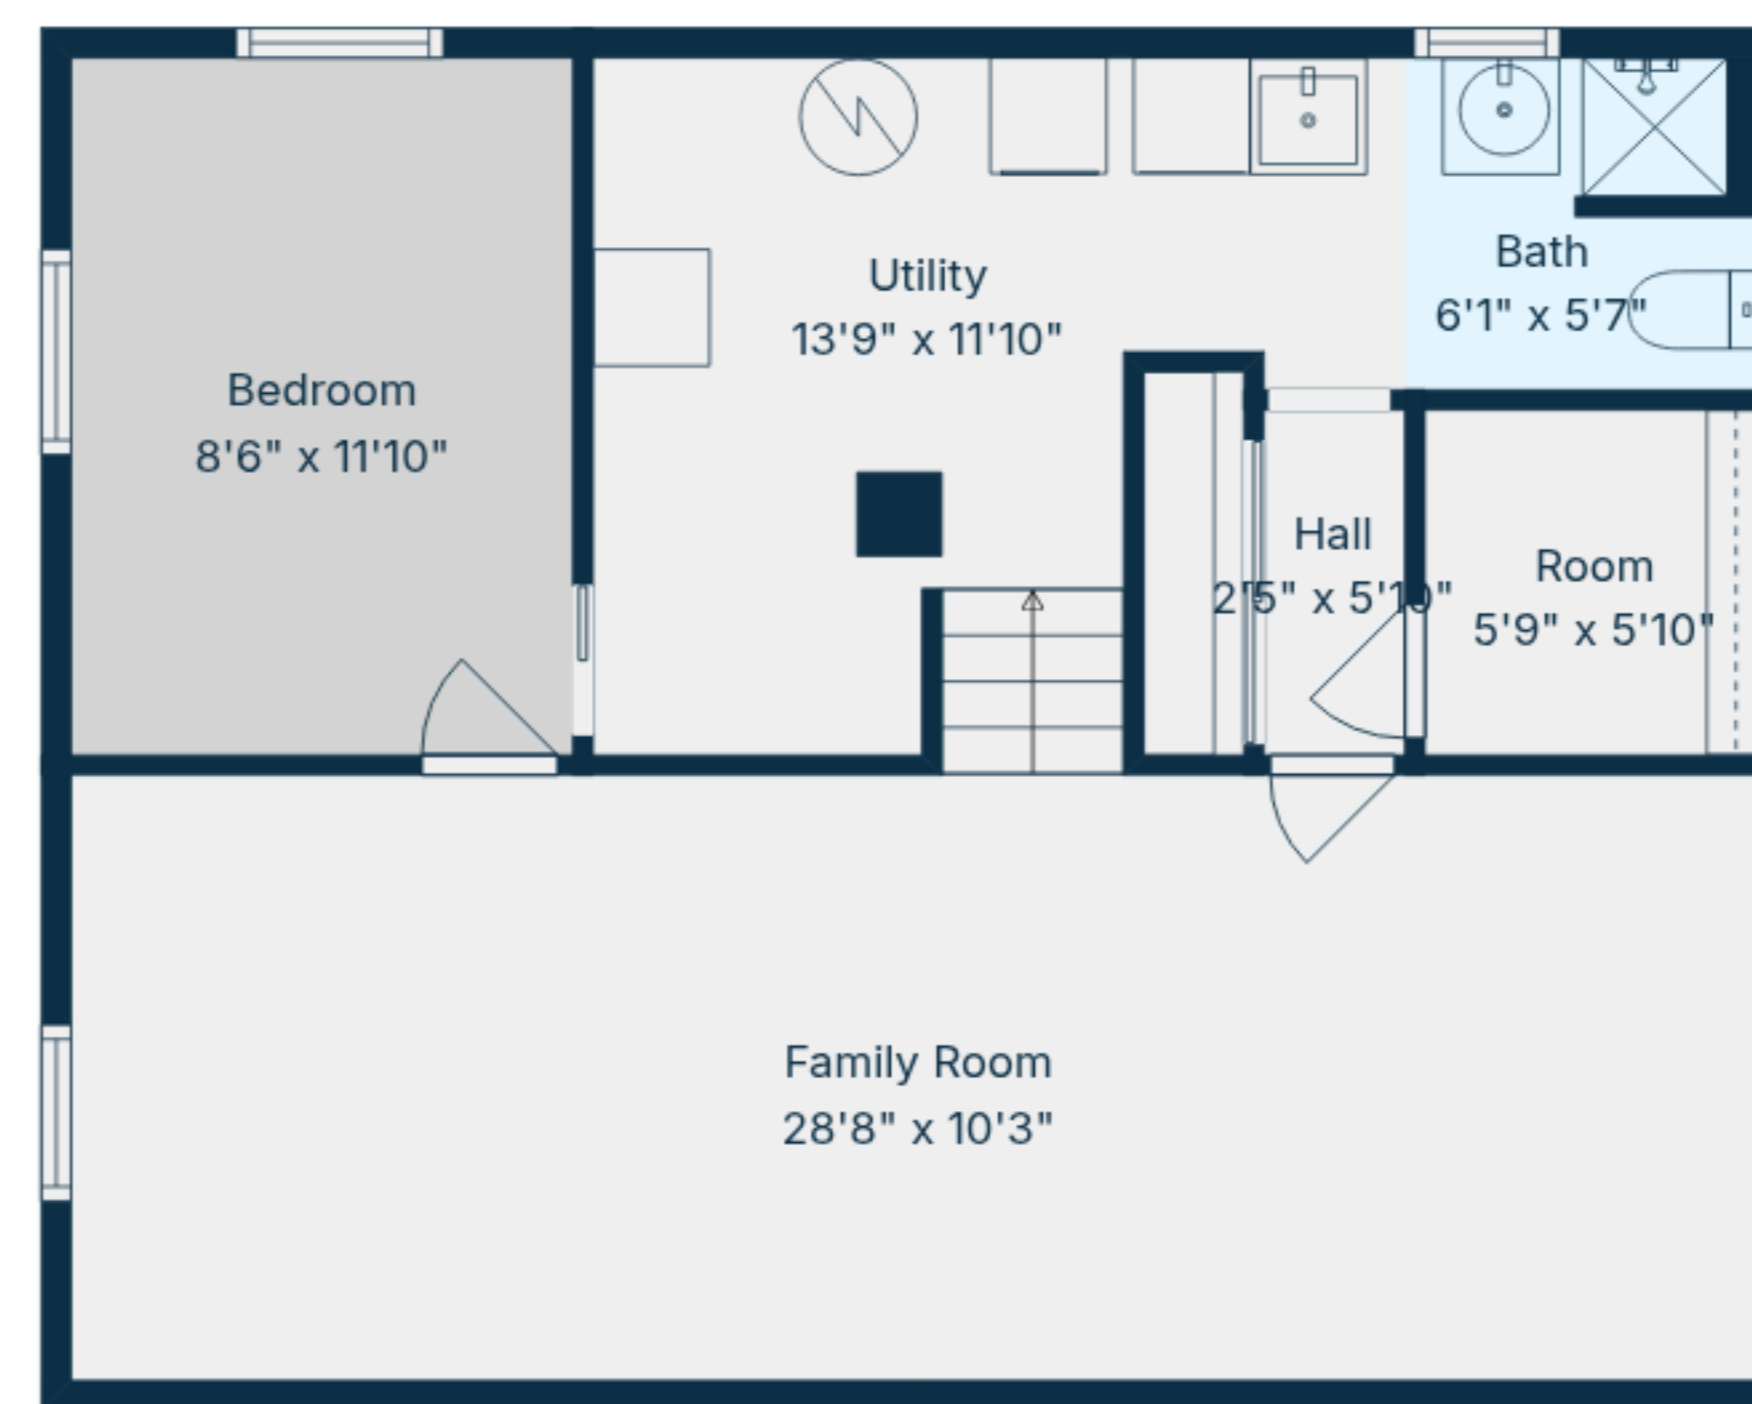 Bedroom
8'6" x 11'10"
Utility
13'9" x 11'10"
Bath
6'1" x 5'7"
Hall
2'5" x 5'10"
Room
5'9" x 5'10"
Family Room
28'8" x 10'3"